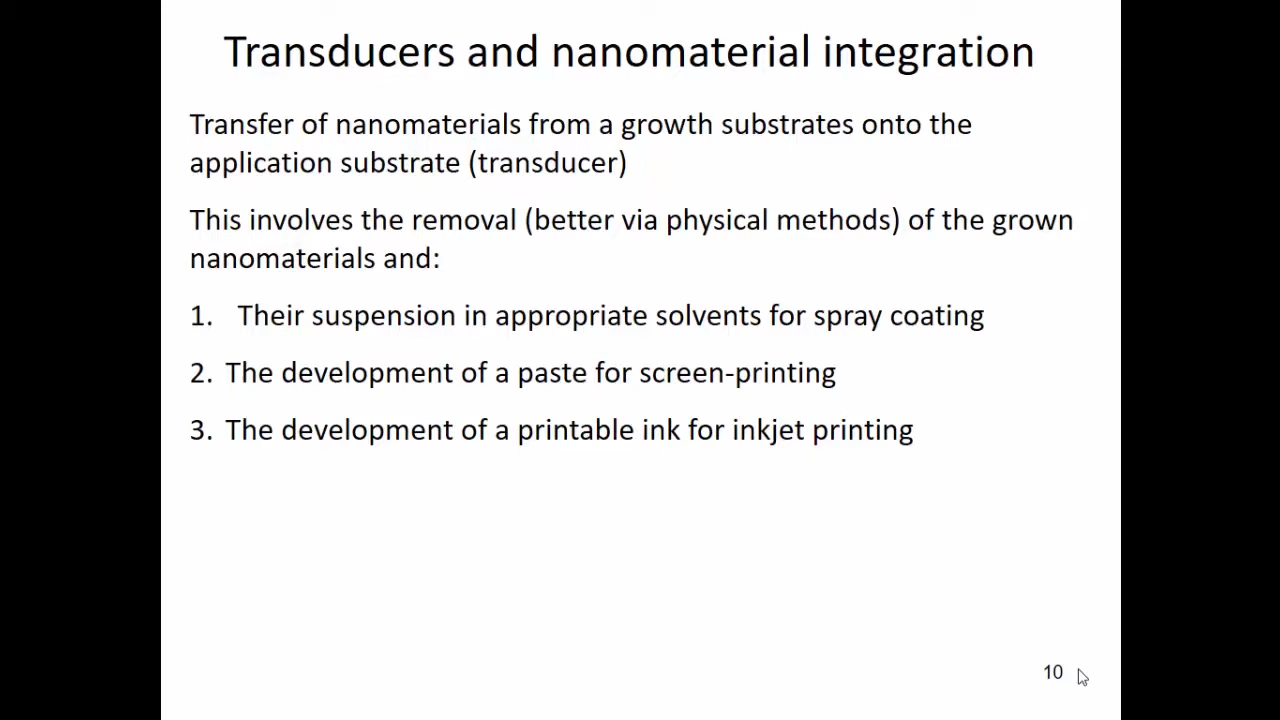 Transducers and nanomaterial integration
Transfer of nanomaterials from a growth substrates onto the
application substrate (transducer)
This involves the removal (better via physical methods) of the grown
nanomaterials and:
1. Their suspension in appropriate solvents for spray coating
2. The development of a paste for screen-printing
3. The development of a printable ink for inkjet printing
10